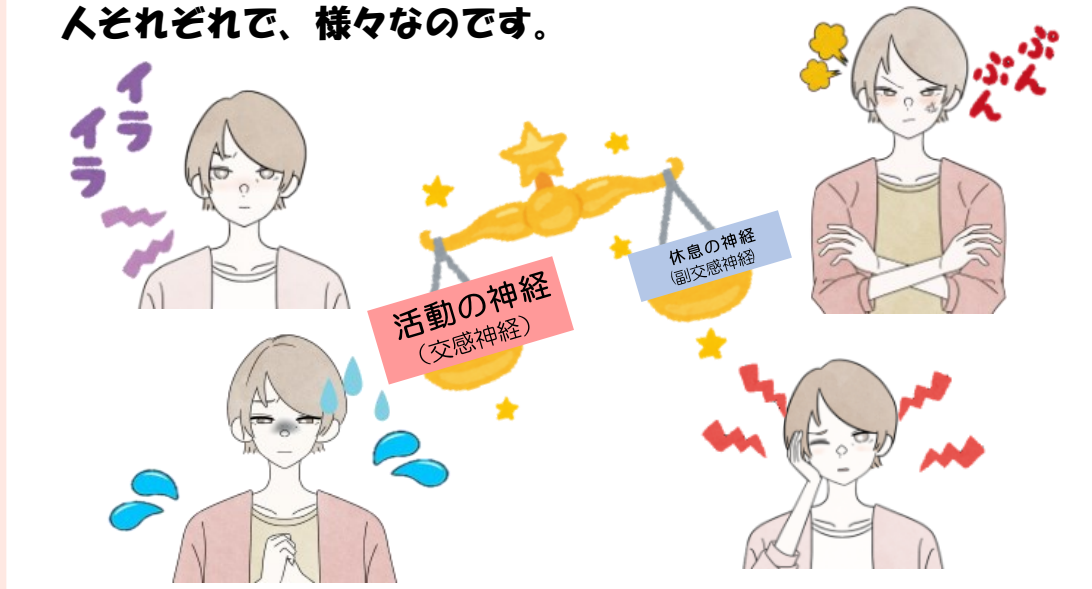 人それぞれで、様々なのです。
イラ
イラ
ぷん
ぷん
活動の神経
(交感神経)
休息の神経
(副交感神経)